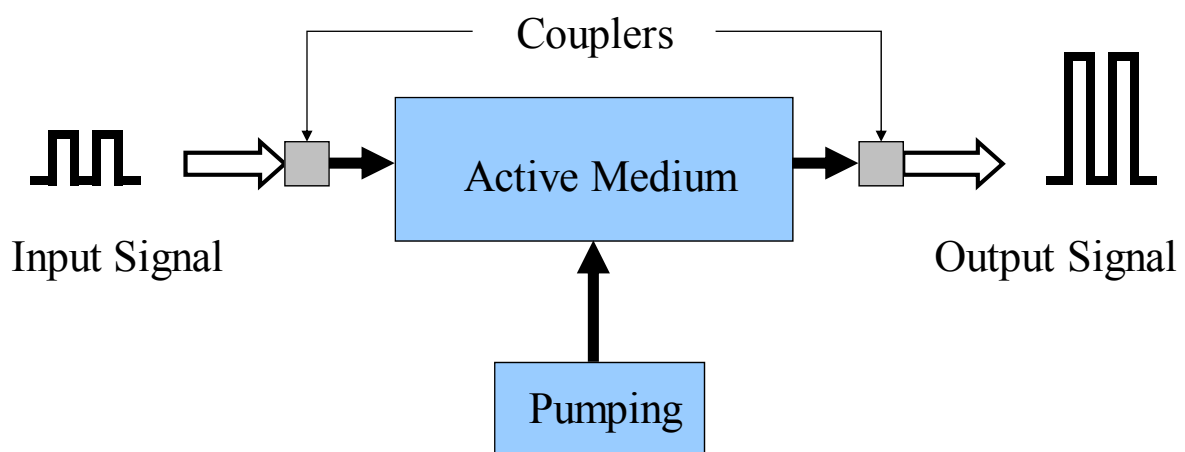 Couplers
Active Medium
Input Signal
Output Signal
Pumping